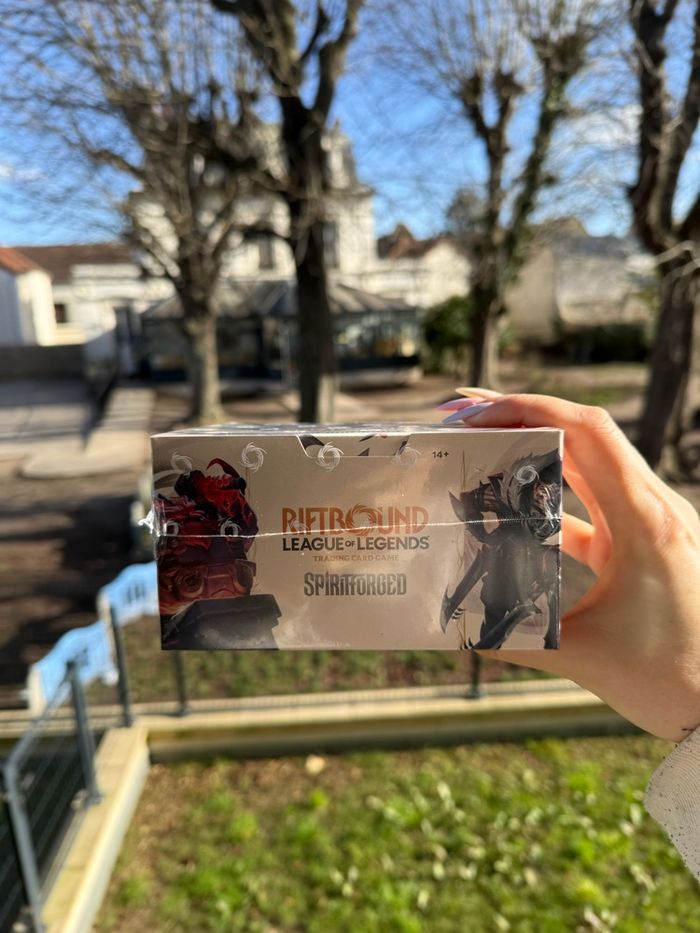 14+
RIFTBOUND
LEAGUE OF LEGENDS
TRADING CARD GAME
SPIRITFORGED